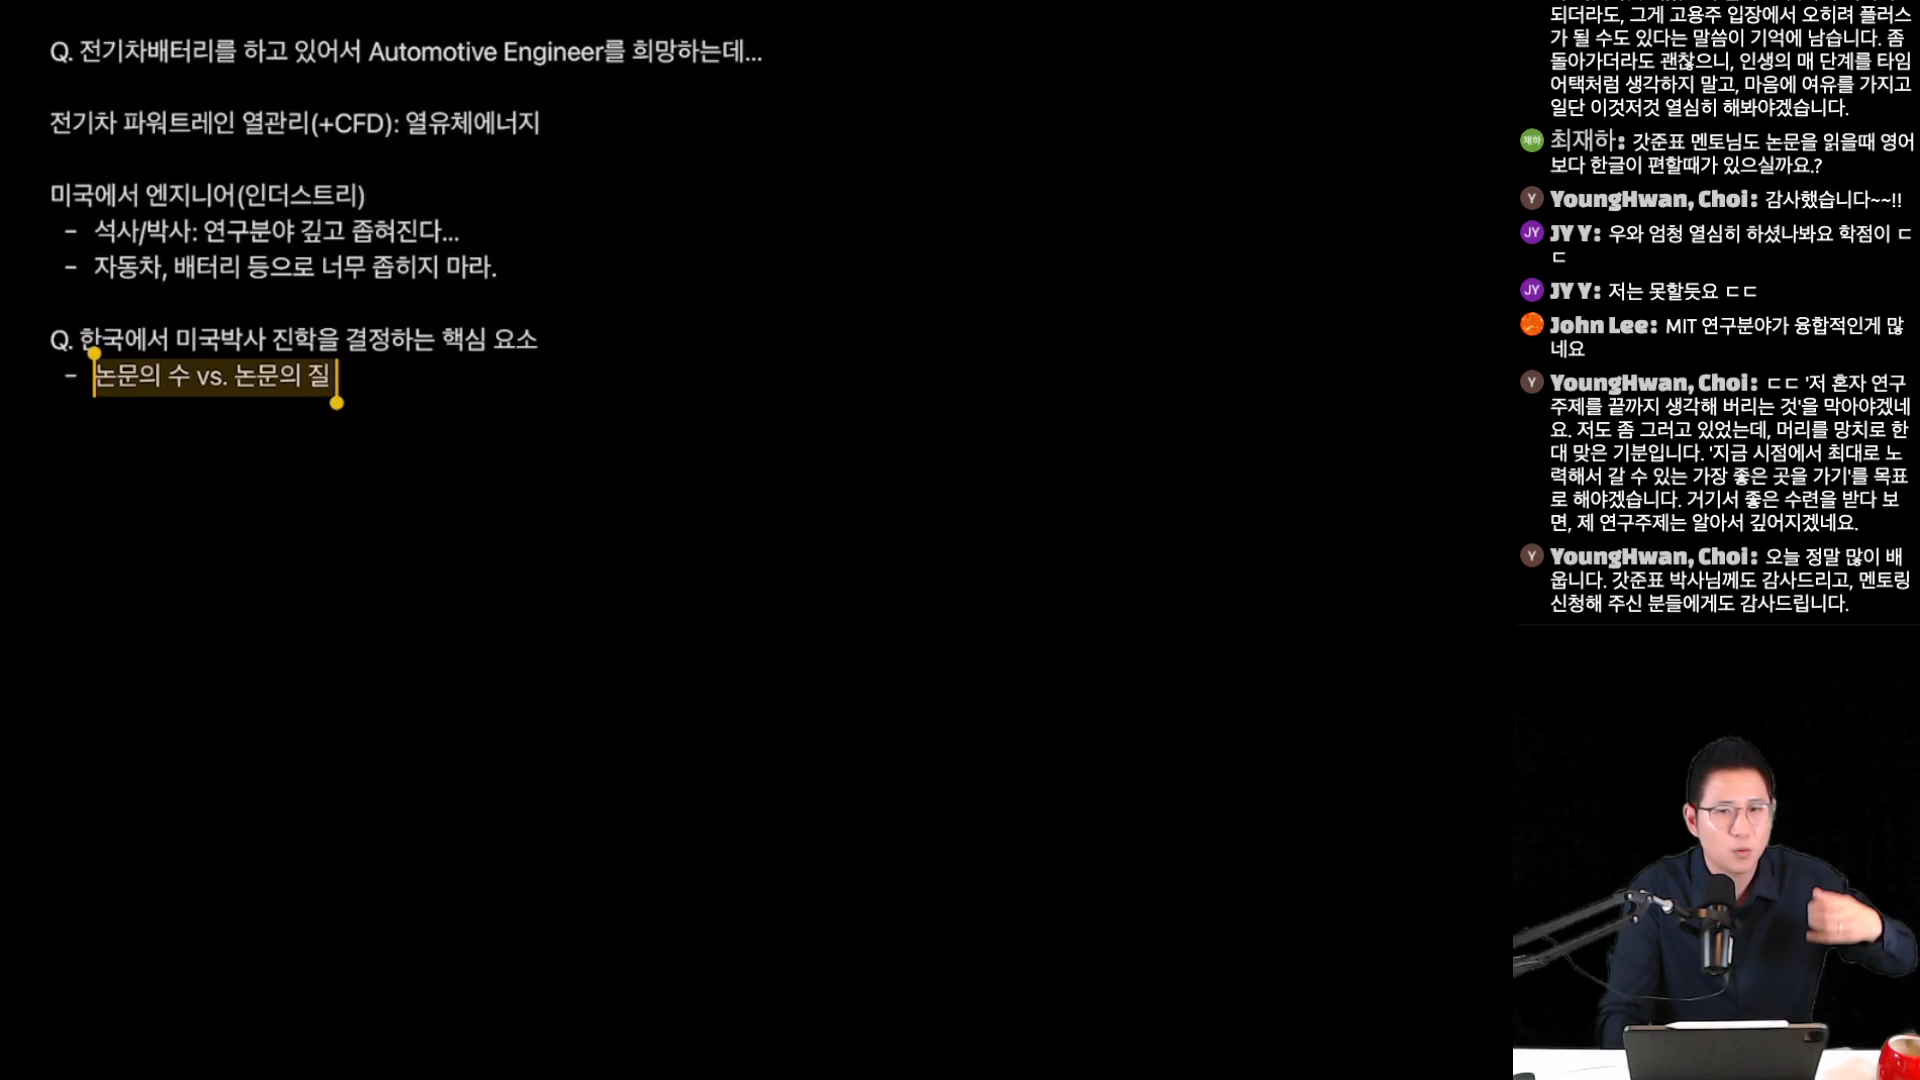 Q. 전기차배터리를 하고 있어서 Automotive Engineer를 희망하는데...
전기차 파워트레인 열관리(+CFD): 열유체에너지
미국에서 엔지니어(인더스트리)
- 석사/박사: 연구분야 깊고 좁혀진다...
- 자동차, 배터리 등으로 너무 좁히지 마라.
Q. 한국에서 미국박사 진학을 결정하는 핵심 요소
- 논문의 수 vs. 논문의 질
되더라도, 그게 고용주 입장에서 오히려 플러스
가 될 수도 있다는 말씀이 기억에 남습니다. 좀
돌아가더라도 괜찮으니, 인생의 매 단계를 타임
어택처럼 생각하지 말고, 마음에 여유를 가지고
일단 이것저것 열심히 해봐야겠습니다.
재하 최재하: 갓준표 멘토님도 논문을 읽을때 영어
보다 한글이 편할때가 있으실까요.?
Y YoungHwan, Choi: 감사했습니다~~!!
JY JY Y: 우와 엄청 열심히 하셨나봐요 학점이 ㄷ
ㄷ
JY JY Y: 저는 못할듯요 ㄷㄷ
John Lee: MIT 연구분야가 융합적인게 많
네요
Y YoungHwan, Choi: ㄷㄷ '저 혼자 연구
주제를 끝까지 생각해 버리는 것'을 막아야겠네
요. 저도 좀 그러고 있었는데, 머리를 망치로 한
대 맞은 기분입니다. '지금 시점에서 최대로 노
력해서 갈 수 있는 가장 좋은 곳을 가기'를 목표
로 해야겠습니다. 거기서 좋은 수련을 받다 보
면, 제 연구주제는 알아서 깊어지겠네요.
Y YoungHwan, Choi: 오늘 정말 많이 배
웁니다. 갓준표 박사님께도 감사드리고, 멘토링
신청해 주신 분들에게도 감사드립니다.